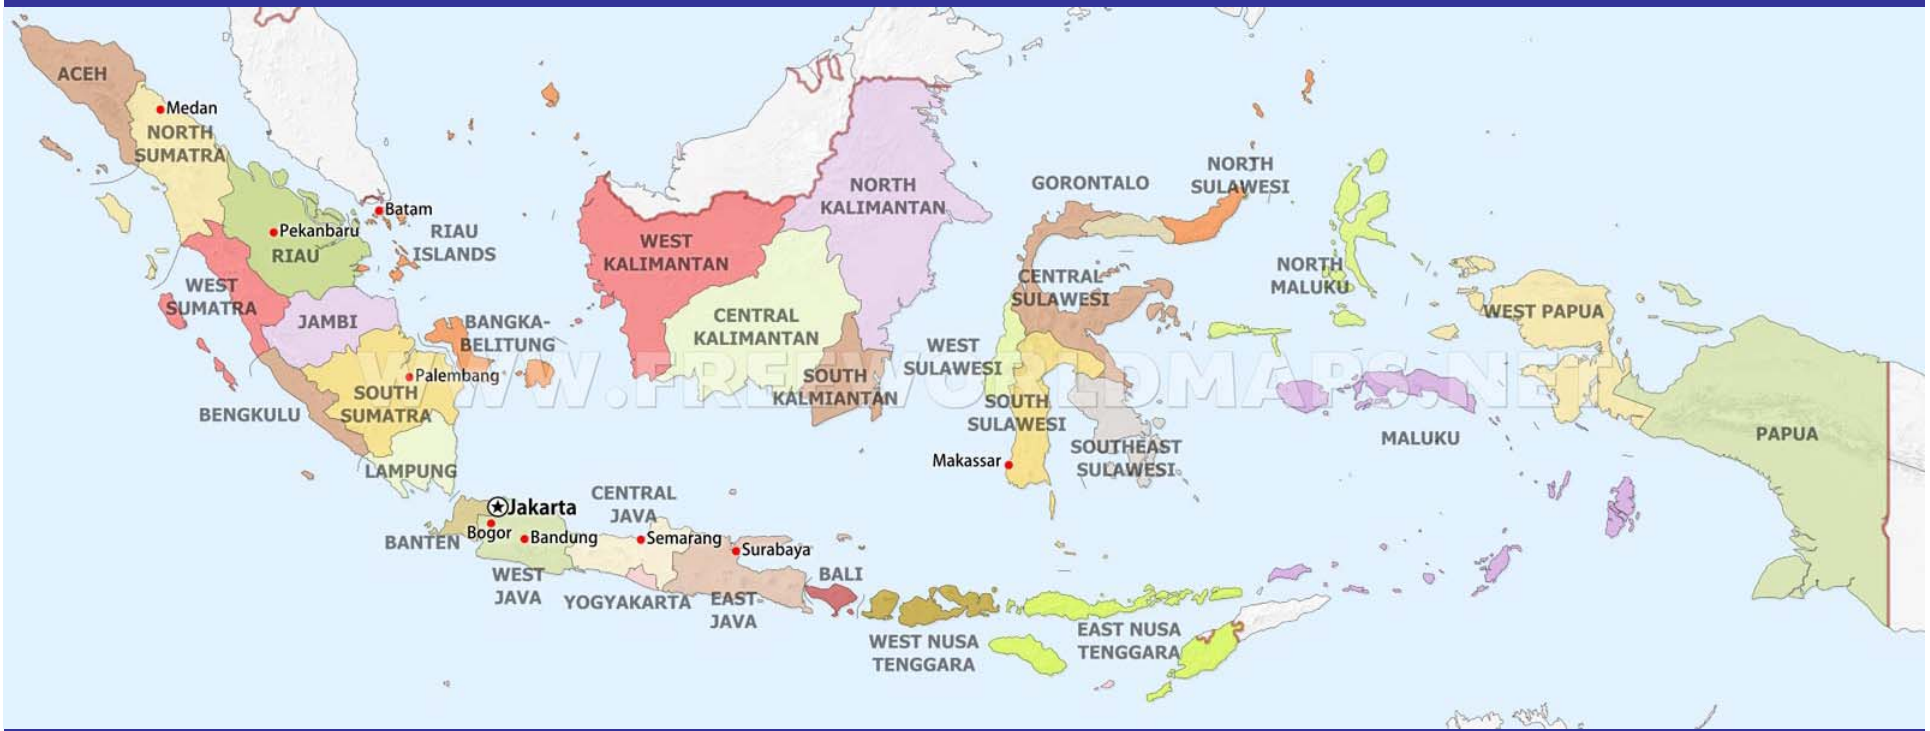 ACEH
Medan
NORTH
SUMATRA
Batam
Pekanbaru
RIAU
RIAU
ISLANDS
WEST
SUMATRA
JAMBI
BANGKA-
BELITUNG
Palembang
SOUTH
SUMATRA
BENGKULU
LAMPUNG
Jakarta
Bogor
BANTEN
Bandung
WEST
JAVA
CENTRAL
JAVA
Semarang
YOGYAKARTA
Surabaya
EAST-
JAVA
BALI
WEST NUSA
TENGGARA
EAST NUSA
TENGGARA
WEST
KALIMANTAN
NORTH
KALIMANTAN
CENTRAL
KALIMANTAN
SOUTH
KALMIANTAN
GORONTALO
NORTH
SULAWESI
CENTRAL
SULAWESI
WEST
SULAWESI
SOUTH
SULAWESI
Makassar
SOUTHEAST
SULAWESI
NORTH
MALUKU
MALUKU
WEST PAPUA
PAPUA
WWW.FREEWORLDMAPS.NET